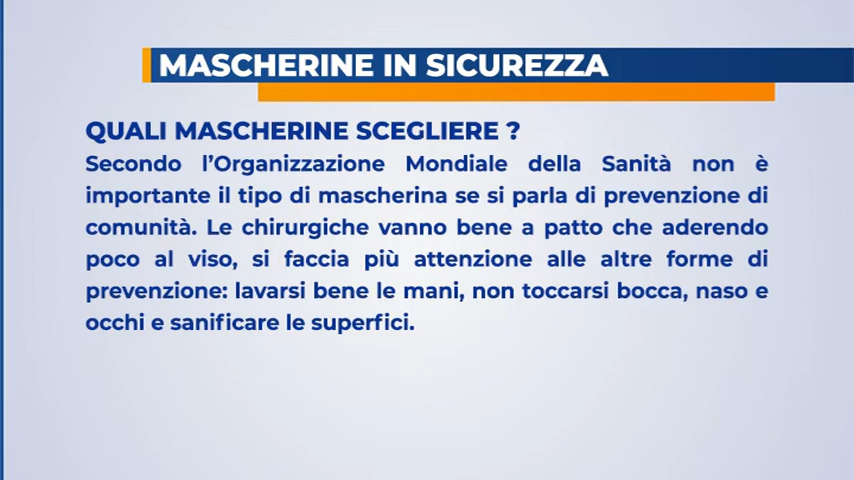 MASCHERINE IN SICUREZZA
QUALI MASCHERINE SCEGLIERE ?
Secondo l’Organizzazione Mondiale della Sanità non è
importante il tipo di mascherina se si parla di prevenzione di
comunità. Le chirurgiche vanno bene a patto che aderendo
poco al viso, si faccia più attenzione alle altre forme di
prevenzione: lavarsi bene le mani, non toccarsi bocca, naso e
occhi e sanificare le superfici.